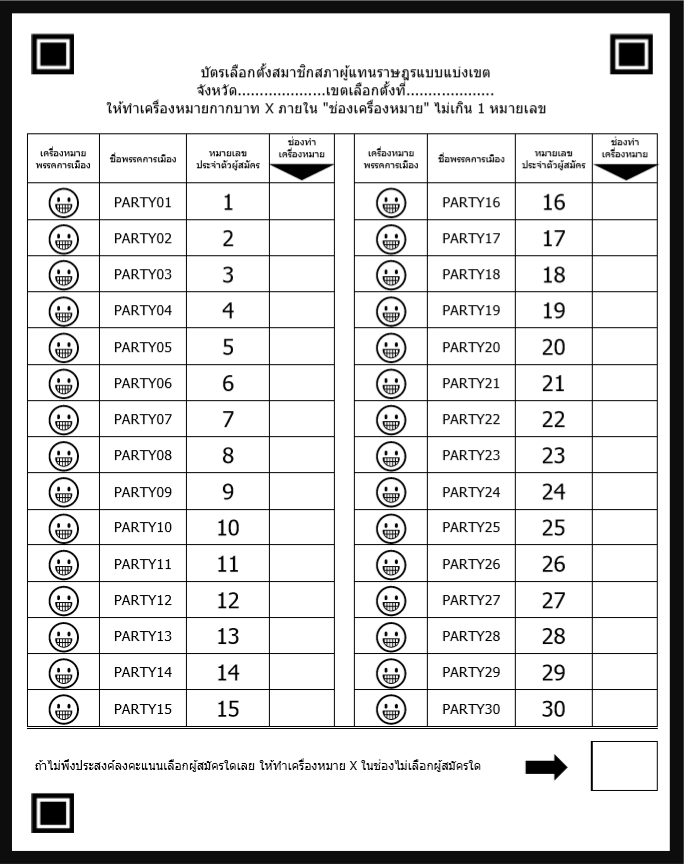 บัตรเลือกตั้งสมาชิกสภาผู้แทนราษฎรแบบแบ่งเขต
จังหวัด.....................เขตเลือกตั้งที่.....................
ให้ทำเครื่องหมายกากบาท X ภายใน "ช่องเครื่องหมาย" ไม่เกิน 1 หมายเลข
เครื่องหมาย
พรรคการเมือง
ชื่อพรรคการเมือง
หมายเลข
ประจำตัวผู้สมัคร
ช่องทำ
เครื่องหมาย
เครื่องหมาย
พรรคการเมือง
ชื่อพรรคการเมือง
หมายเลข
ประจำตัวผู้สมัคร
ช่องทำ
เครื่องหมาย
PARTY01 1 PARTY16 16
PARTY02 2 PARTY17 17
PARTY03 3 PARTY18 18
PARTY04 4 PARTY19 19
PARTY05 5 PARTY20 20
PARTY06 6 PARTY21 21
PARTY07 7 PARTY22 22
PARTY08 8 PARTY23 23
PARTY09 9 PARTY24 24
PARTY10 10 PARTY25 25
PARTY11 11 PARTY26 26
PARTY12 12 PARTY27 27
PARTY13 13 PARTY28 28
PARTY14 14 PARTY29 29
PARTY15 15 PARTY30 30
ถ้าไม่พึงประสงค์ลงคะแนนเลือกผู้สมัครใดเลย ให้ทำเครื่องหมาย X ในช่องไม่เลือกผู้สมัครใด